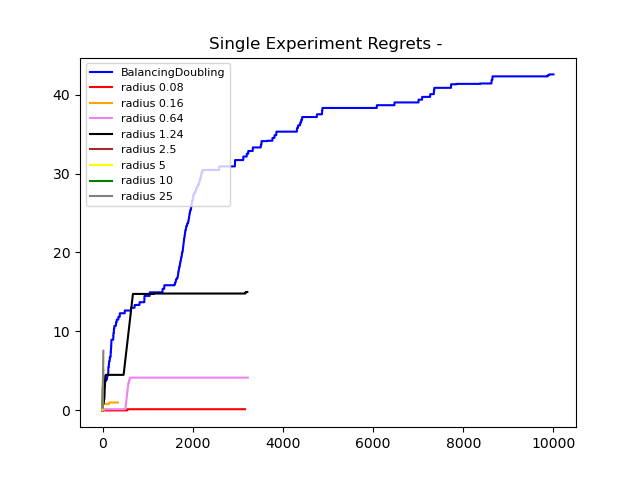 Single Experiment Regrets -
BalancingDoubling
radius 0.08
radius 0.16
radius 0.64
radius 1.24
radius 2.5
radius 5
radius 10
radius 25
40
30
20
10
0
0 2000 4000 6000 8000 10000